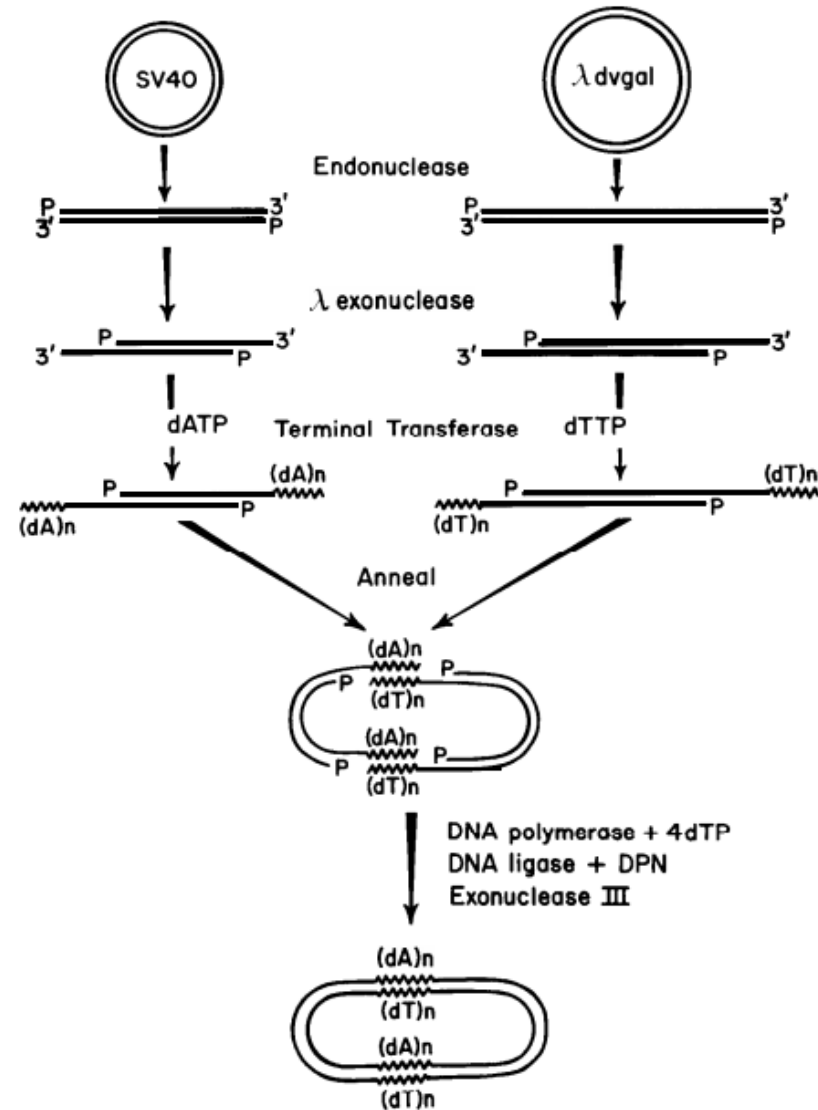 SV40
λ dvgal
Endonuclease
P 3'
3' P
P 3'
3' P
λ exonuclease
P 3'
3' P
P 3'
3' P
dATP Terminal Transferase dTTP
P (dA)n
(dA)n P
P (dT)n
(dT)n P
Anneal
(dA)n
P P
(dT)n
(dA)n
P P
(dT)n
DNA polymerase + 4dTP
DNA ligase + DPN
Exonuclease III
(dA)n
(dT)n
(dA)n
(dT)n